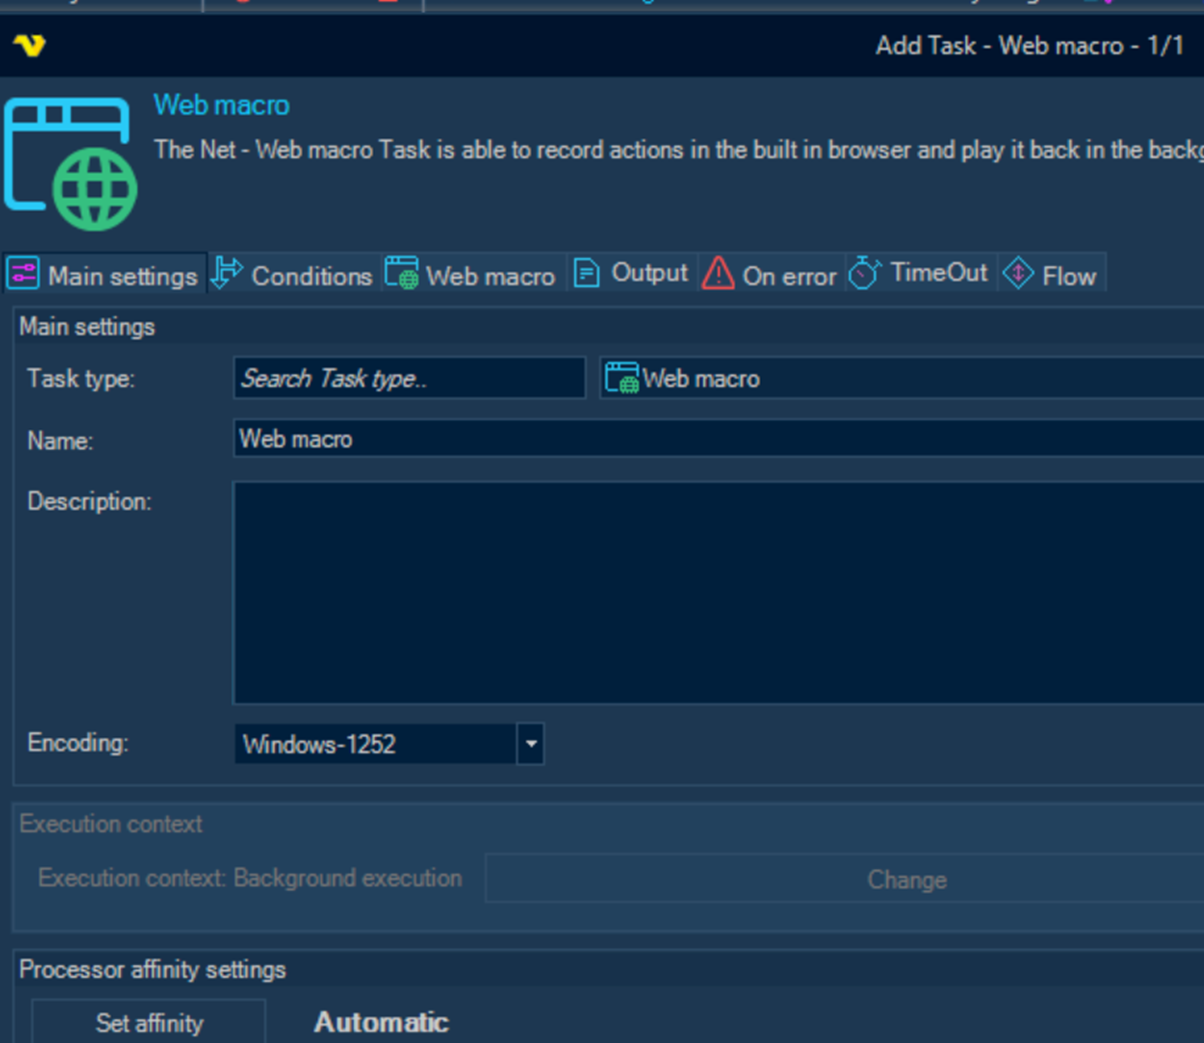 Add Task - Web macro - 1/1
Web macro
The Net - Web macro Task is able to record actions in the built in browser and play it back in the
Main settings Conditions Web macro Output On error TimeOut Flow
Main settings
Task type: Search Task type.. Web macro
Name: Web macro
Description:
Encoding: Windows-1252
Execution context
Execution context: Background execution Change
Processor affinity settings
Set affinity Automatic